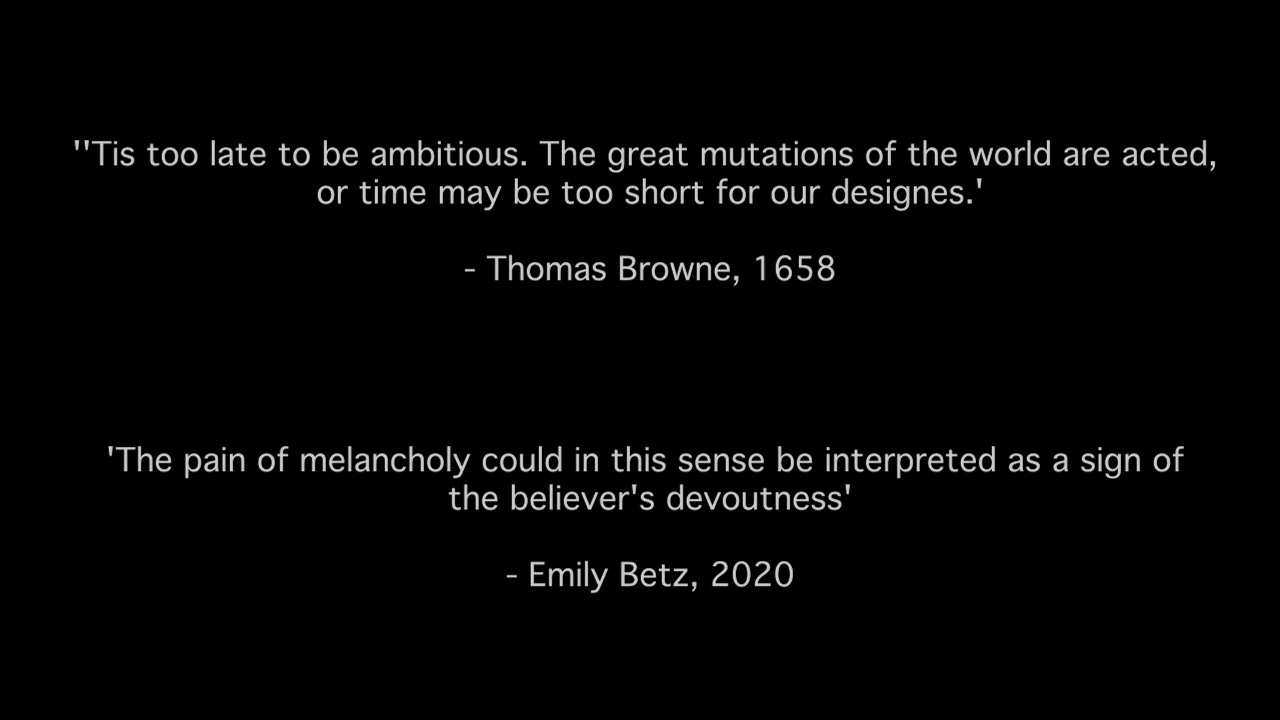 ''Tis too late to be ambitious. The great mutations of the world are acted,
or time may be too short for our designes.'
- Thomas Browne, 1658
'The pain of melancholy could in this sense be interpreted as a sign of
the believer's devoutness'
- Emily Betz, 2020